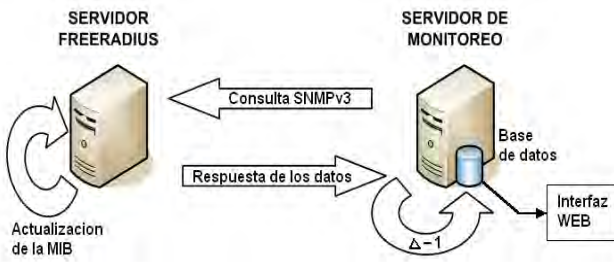 SERVIDOR
FREERADIUS
SERVIDOR DE
MONITOREO
Consulta SNMPv3
Base
de datos
Respuesta de los datos
Interfaz
WEB
Actualizacion
de la MIB
Δ-1